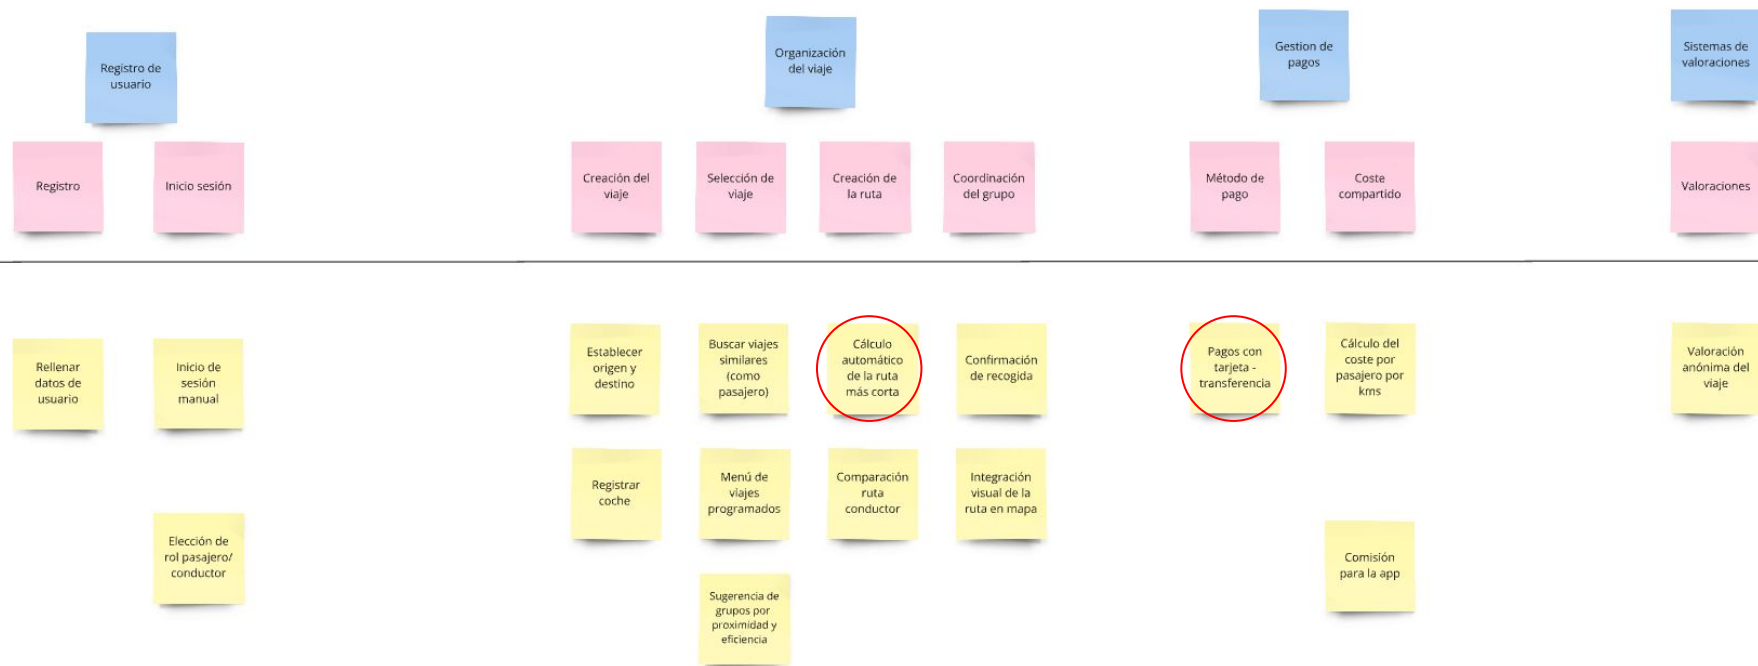 Registro de
usuario
Organización
del viaje
Gestion de
pagos
Sistemas de
valoraciones
Registro
Inicio sesión
Creación del
viaje
Selección de
viaje
Creación de
la ruta
Coordinación
del grupo
Método de
pago
Coste
compartido
Valoraciones
Rellenar
datos de
usuario
Inicio de
sesión
manual
Establecer
origen y
destino
Buscar viajes
similares
(como
pasajero)
Cálculo
automático
de la ruta
más corta
Confirmación
de recogida
Pagos con
tarjeta -
transferencia
Cálculo del
coste por
pasajero por
kms
Valoración
anónima del
viaje
Registrar
coche
Menú de
viajes
programados
Comparación
ruta
conductor
Integración
visual de la
ruta en mapa
Elección de
rol pasajero/
conductor
Comisión
para la app
Sugerencia de
grupos por
proximidad y
eficiencia